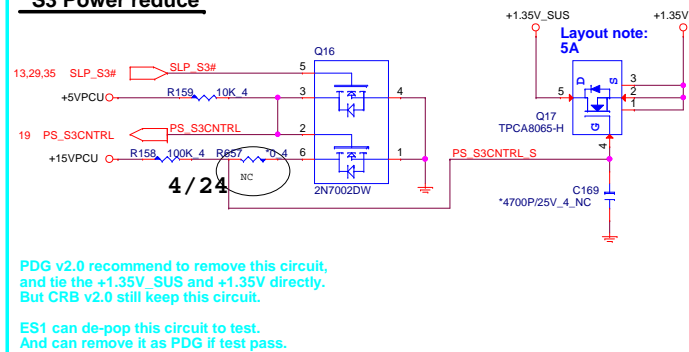 S3 Power reduce
+1.35V_SUS
+1.35V
Layout note:
5A
Q16
13,29,35 SLP_S3#
SLP_S3#
5
+5VPCU
R159
10K_4
3
4
19 PS_S3CNTRL
PS_S3CNTRL
2
+15VPCU
R158
100K_4
R657
*0_4
6
1
NC
4/24
2N7002DW
PS_S3CNTRL_S
5
D
S
G
3
2
1
4
Q17
TPCA8065-H
C169
*4700P/25V_4_NC
PDG v2.0 recommend to remove this circuit,
and tie the +1.35V_SUS and +1.35V directly.
But CRB v2.0 still keep this circuit.
ES1 can de-pop this circuit to test.
And can remove it as PDG if test pass.